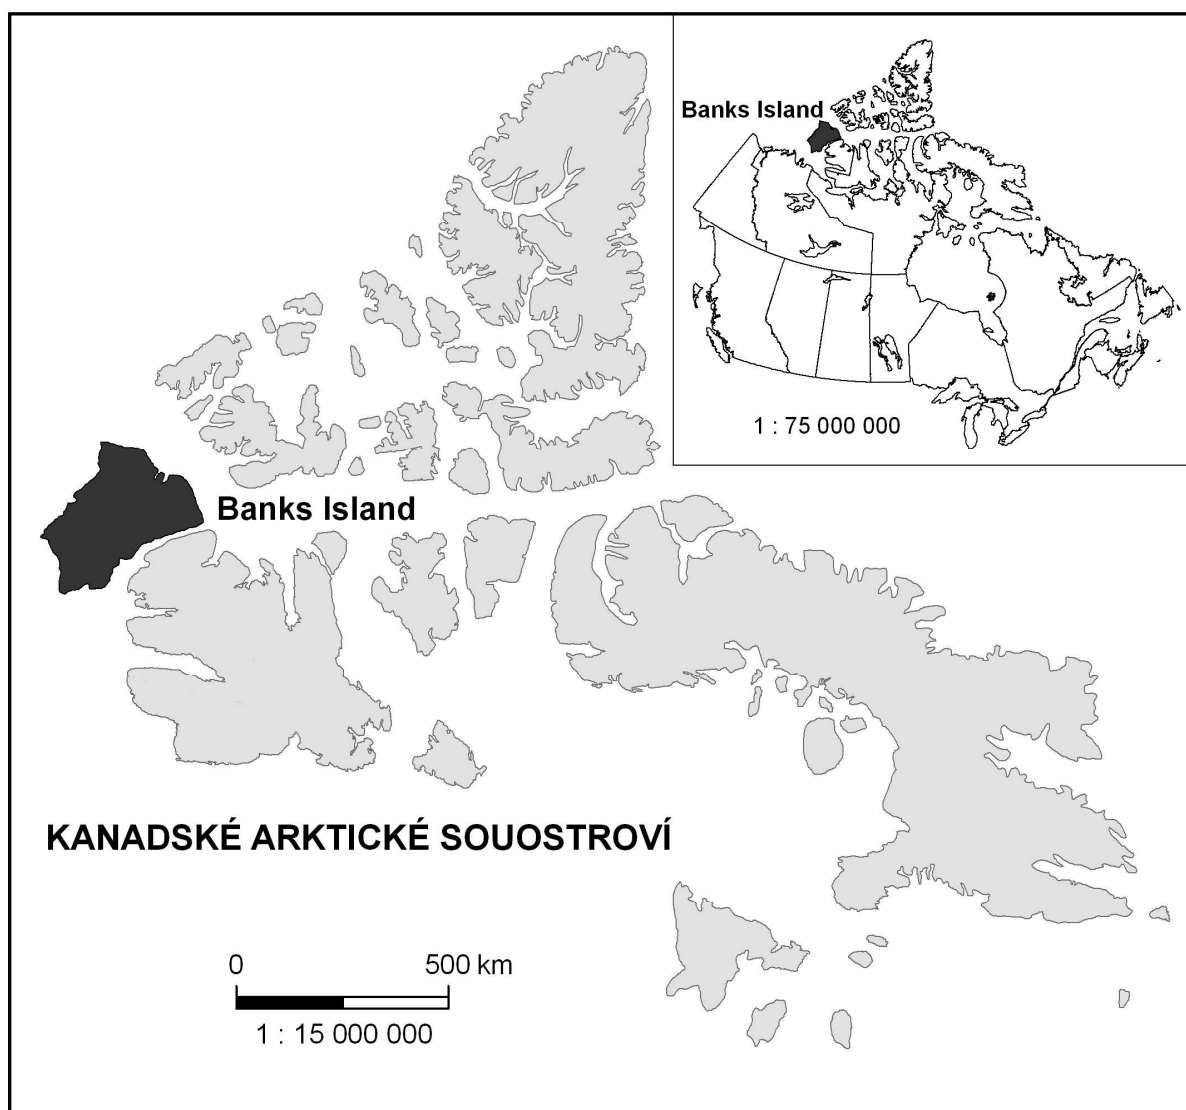 Banks Island
1 : 75 000 000
Banks Island
KANADSKÉ ARKTICKÉ SOUOSTROVÍ
0 500 km
1 : 15 000 000